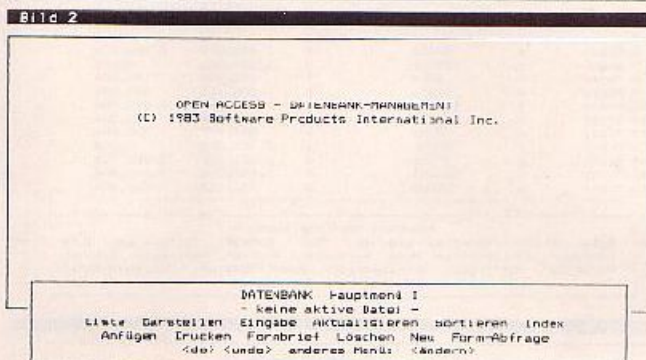 Bild 2
OPEN ACCESS - DATENBANK-MANAGEMENT
(C) 1983 Software Products International Inc.
DATENBANK Hauptmenü I
- keine aktive Datei -
Liste Darstellen Eingabe Aktualisieren Sortieren Index
Anfügen Drucken Formbrief Löschen Neu Form-Abfrage
<do> <undo> anderes Menü: <ändern>